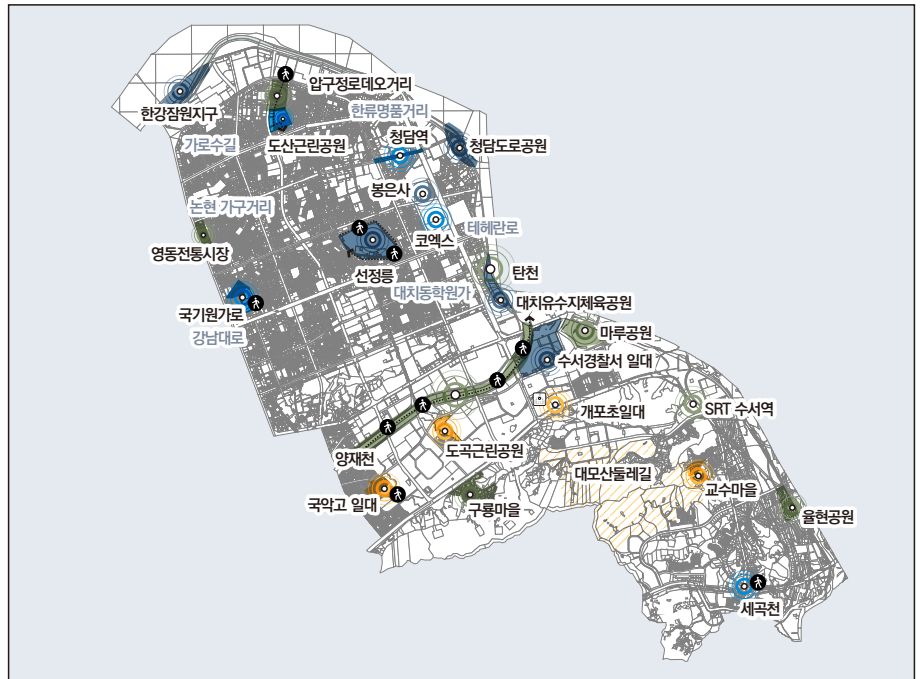 압구정로데오거리
한강잠원지구
한류명품거리
가로수길
도산근린공원
청담역
청담도로공원
봉은사
논현 가구거리
코엑스
테헤란로
영동전통시장
선정릉
탄천
대치동학원가
대치유수지체육공원
국기원가로
강남대로
마루공원
수서경찰서 일대
개포초일대
SRT 수서역
양재천
도곡근린공원
대모산둘레길
국악고 일대
구룡마을
교수마을
율현공원
세곡천